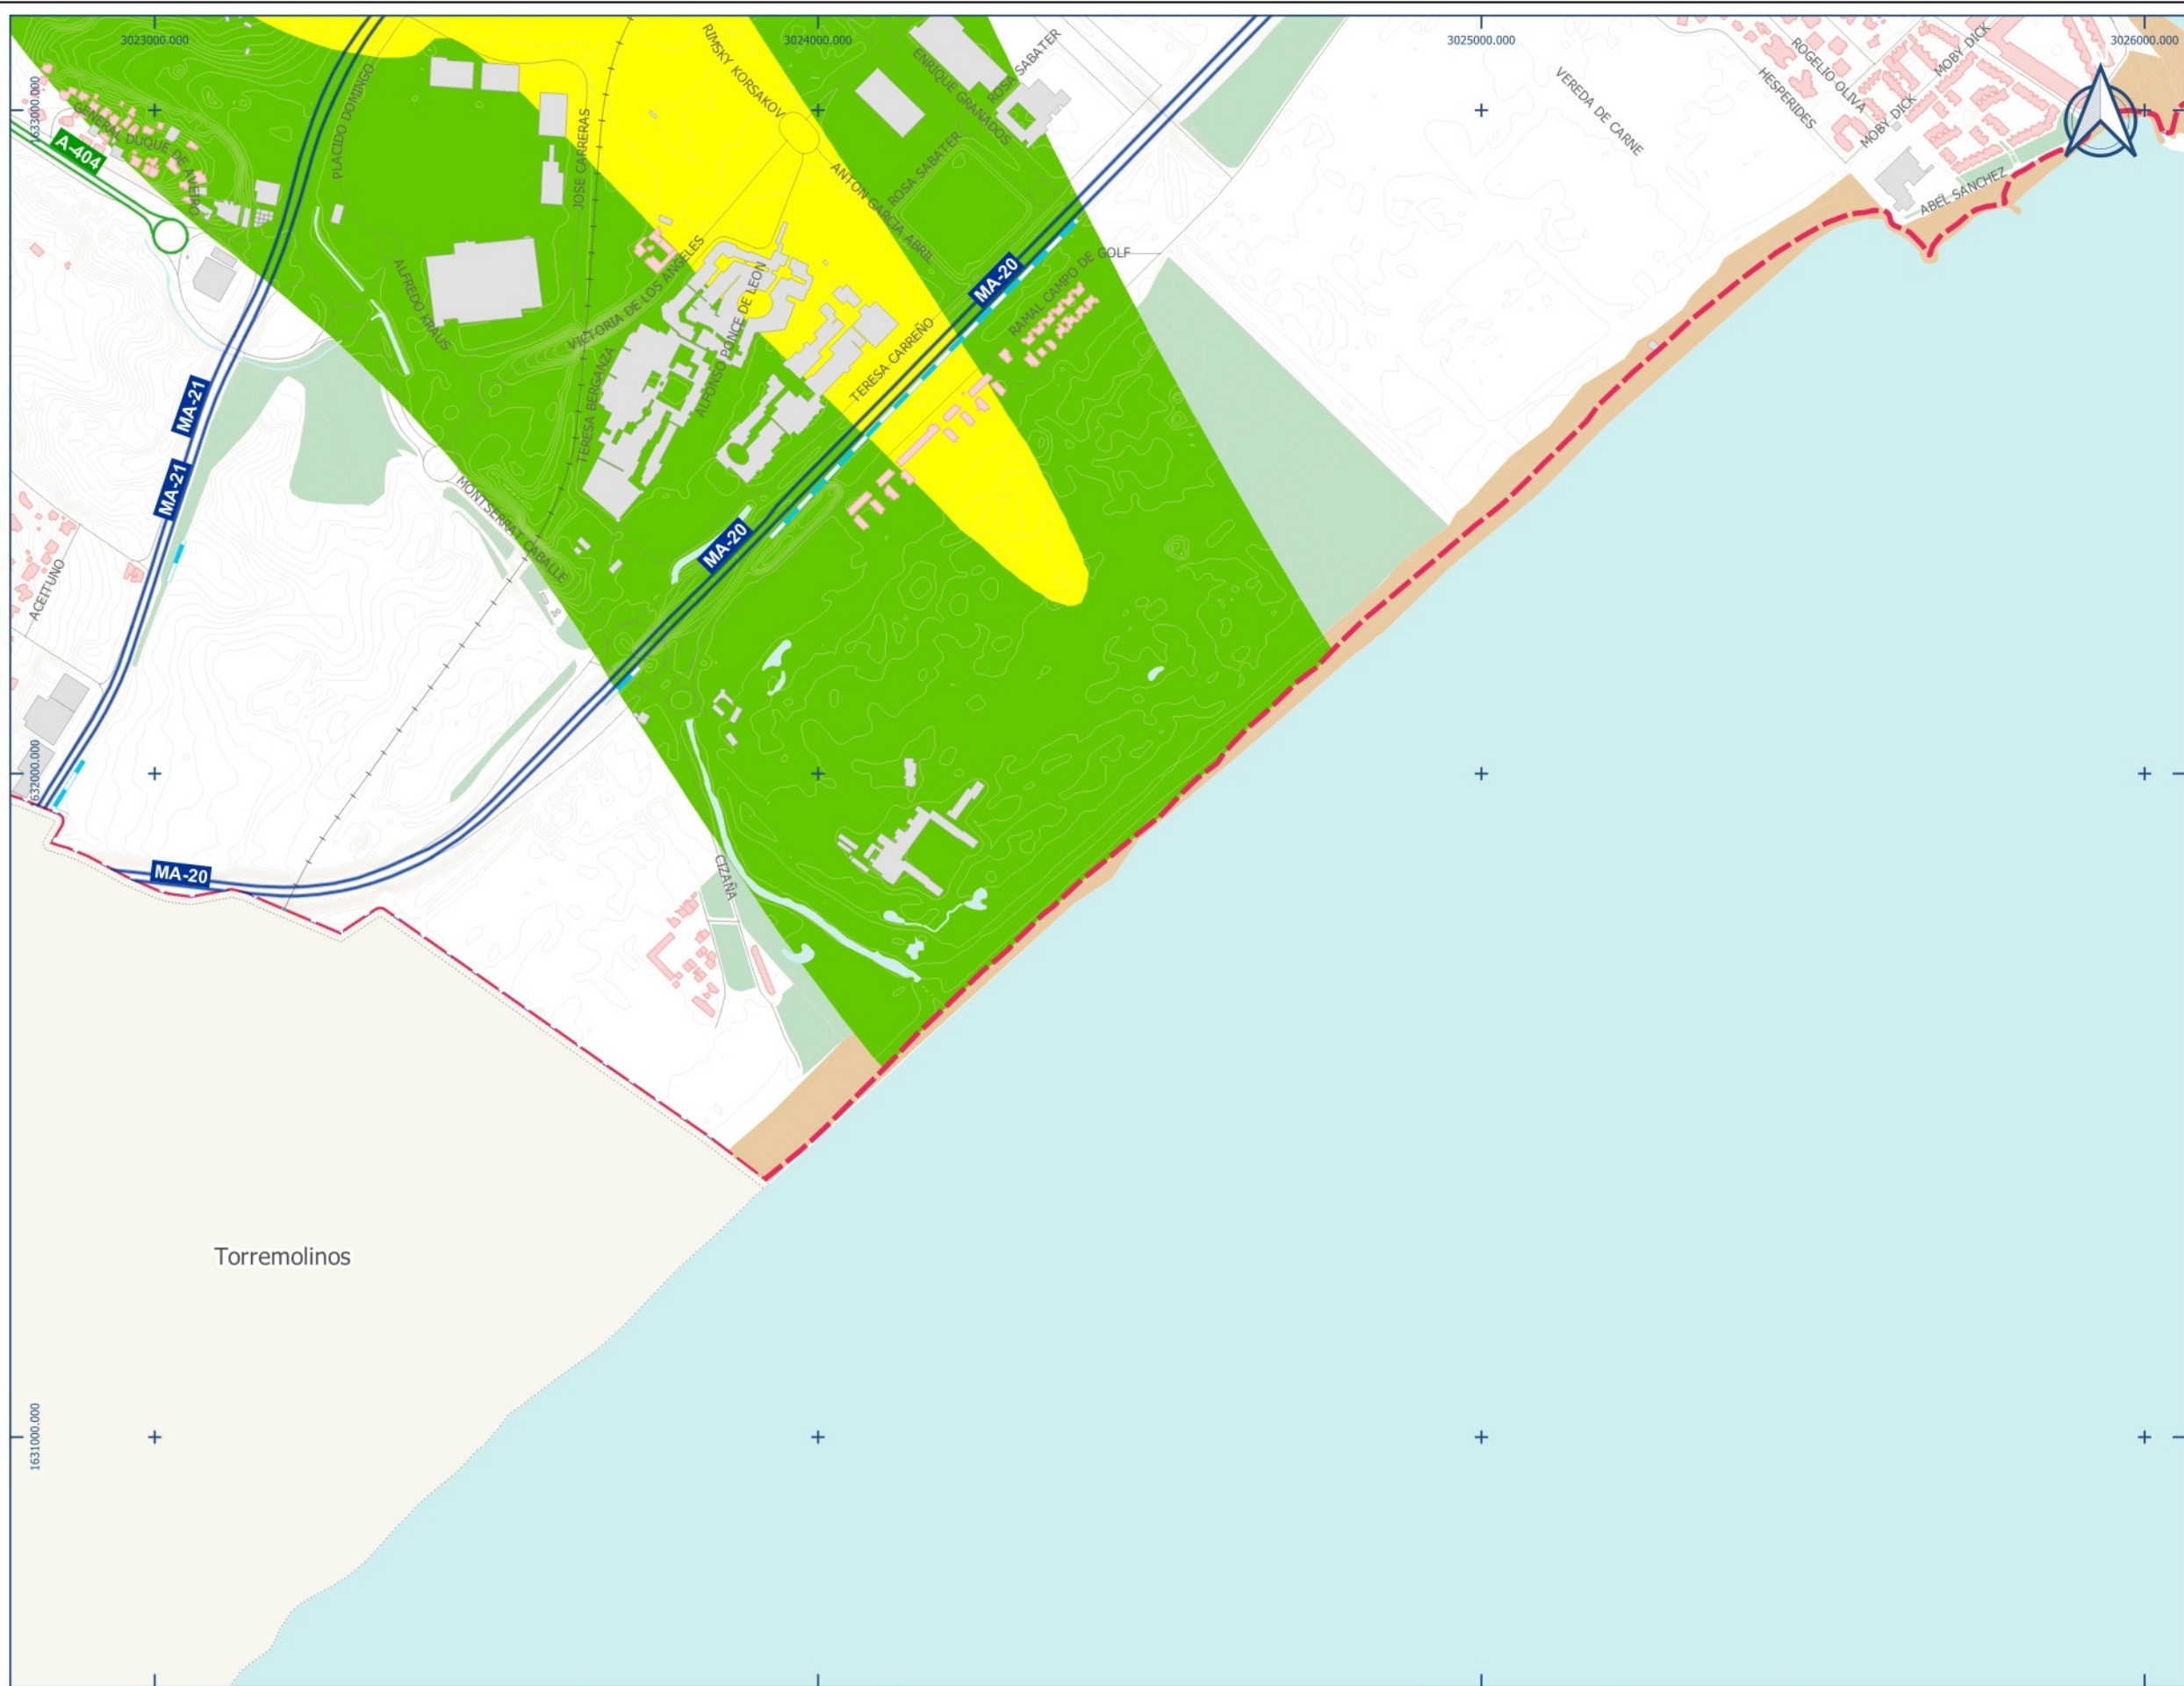 3023000.000
3024000.000
3025000.000
3026000.000
1633000.000
RIMSKY KORSAKOV
ENRIQUE GRANADOS
ROSA SABATER
ROSA SABATER
VEREDA DE CARNE
HESPERIDES
ROGELIO OLIVA
MOBY DICK
MOBY DICK
ABEL SANCHEZ
GENERAL DUQUE DE AVEIRO
A-404
PLACIDO DOMINGO
JOSE CARRERAS
ANTON GARCIA ABRIL
ALFREDO KRAUS
VICTORIA DE LOS ANGELES
ALFONSO PONCE DE LEON
TERESA BERGANZA
TERESA CARREÑO
MA-20
RAMAL CAMPO DE GOLF
MA-21
MA-21
MONTSERRAT CABALLE
MA-20
ACEITUNO
MA-20
CIZAÑA
Torremolinos
1631000.000